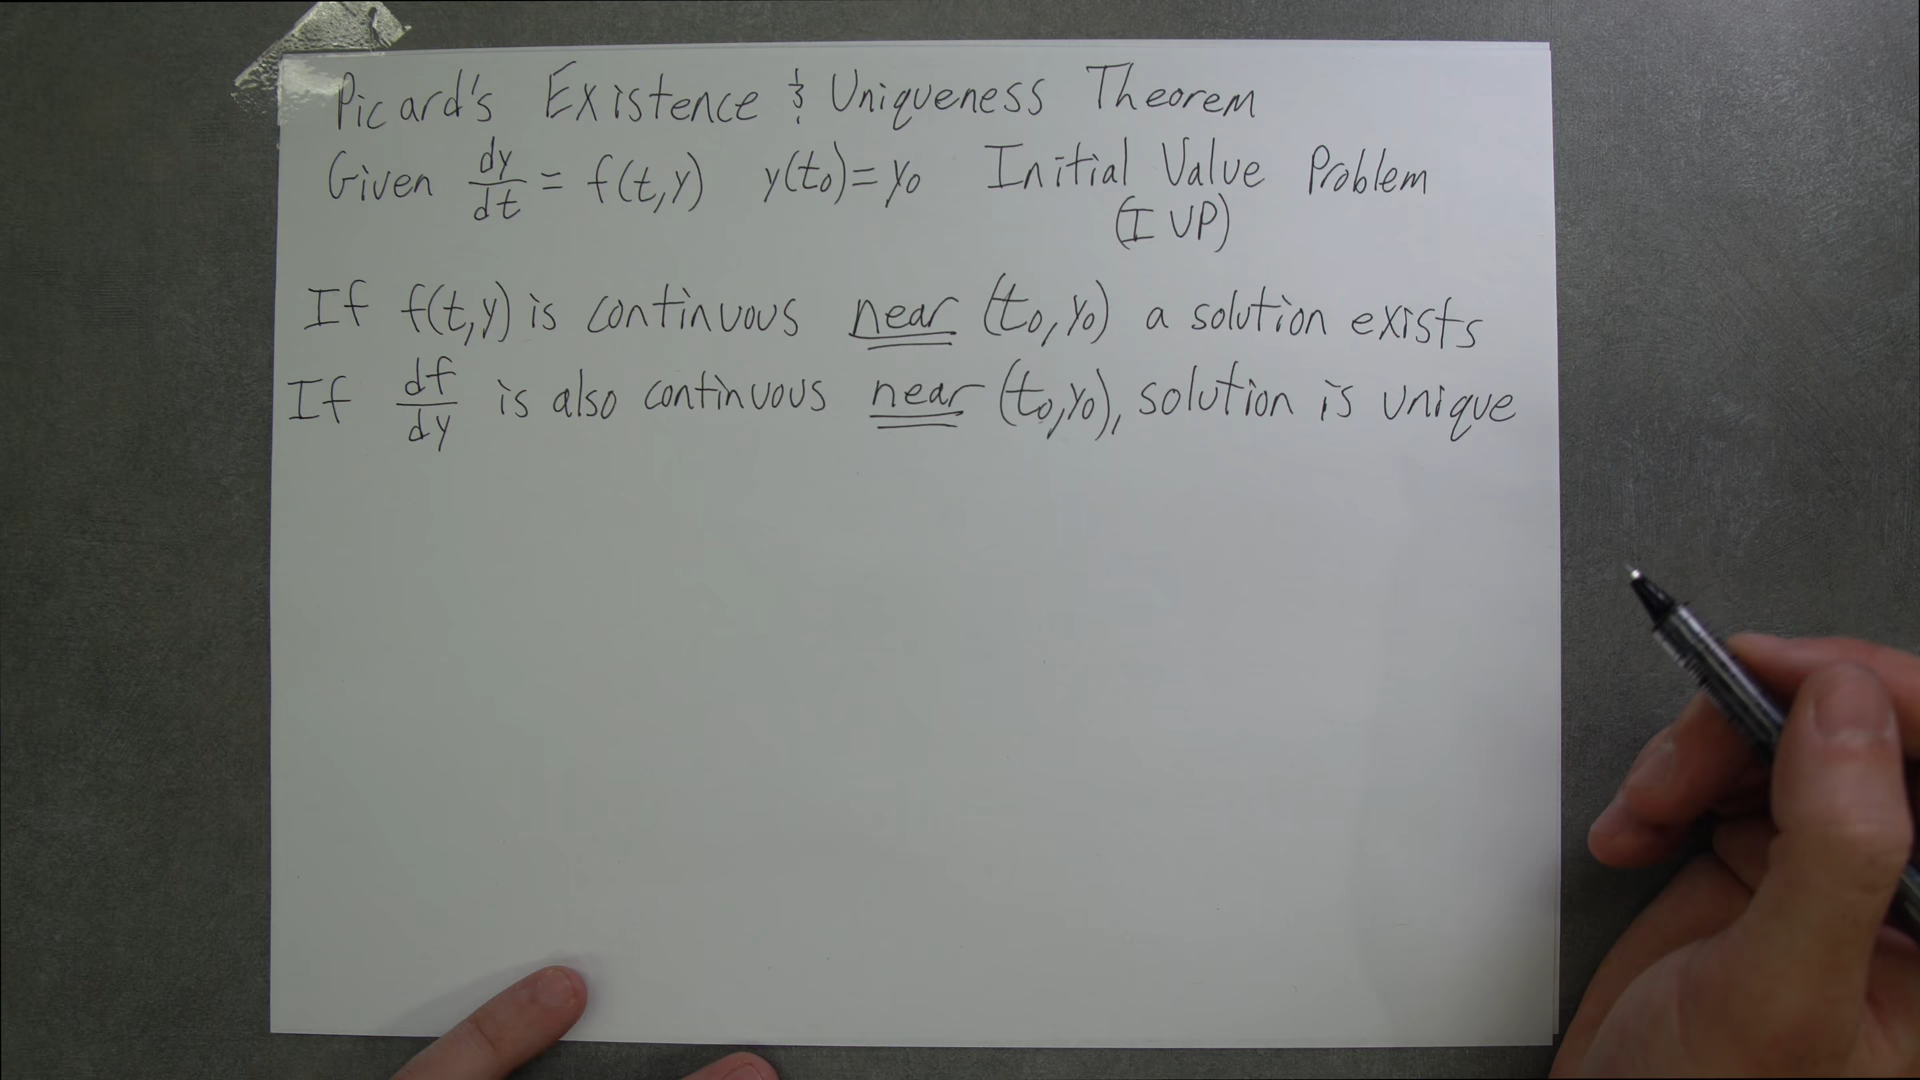 Picard's Existence & Uniqueness Theorem
Given dy/dt = f(t,y) y(t₀)=y₀ Initial Value Problem
(IVP)
If f(t,y) is continuous near (t₀,y₀) a solution exists
If df/dy is also continuous near (t₀,y₀), solution is unique